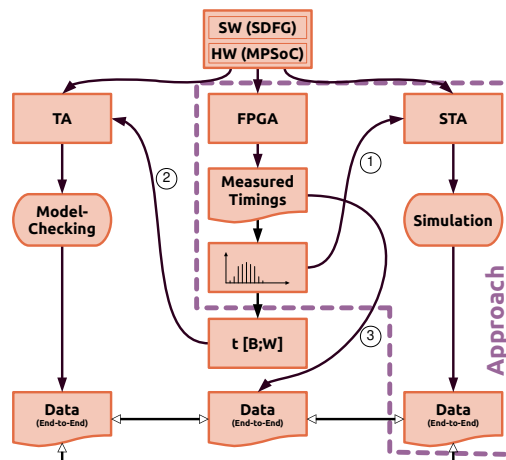 SW (SDFG)
HW (MPSoC)
TA
FPGA
STA
1
2
Measured
Timings
Model-
Checking
Simulation
t [B;W]
3
Approach
Data
(End-to-End)
Data
(End-to-End)
Data
(End-to-End)